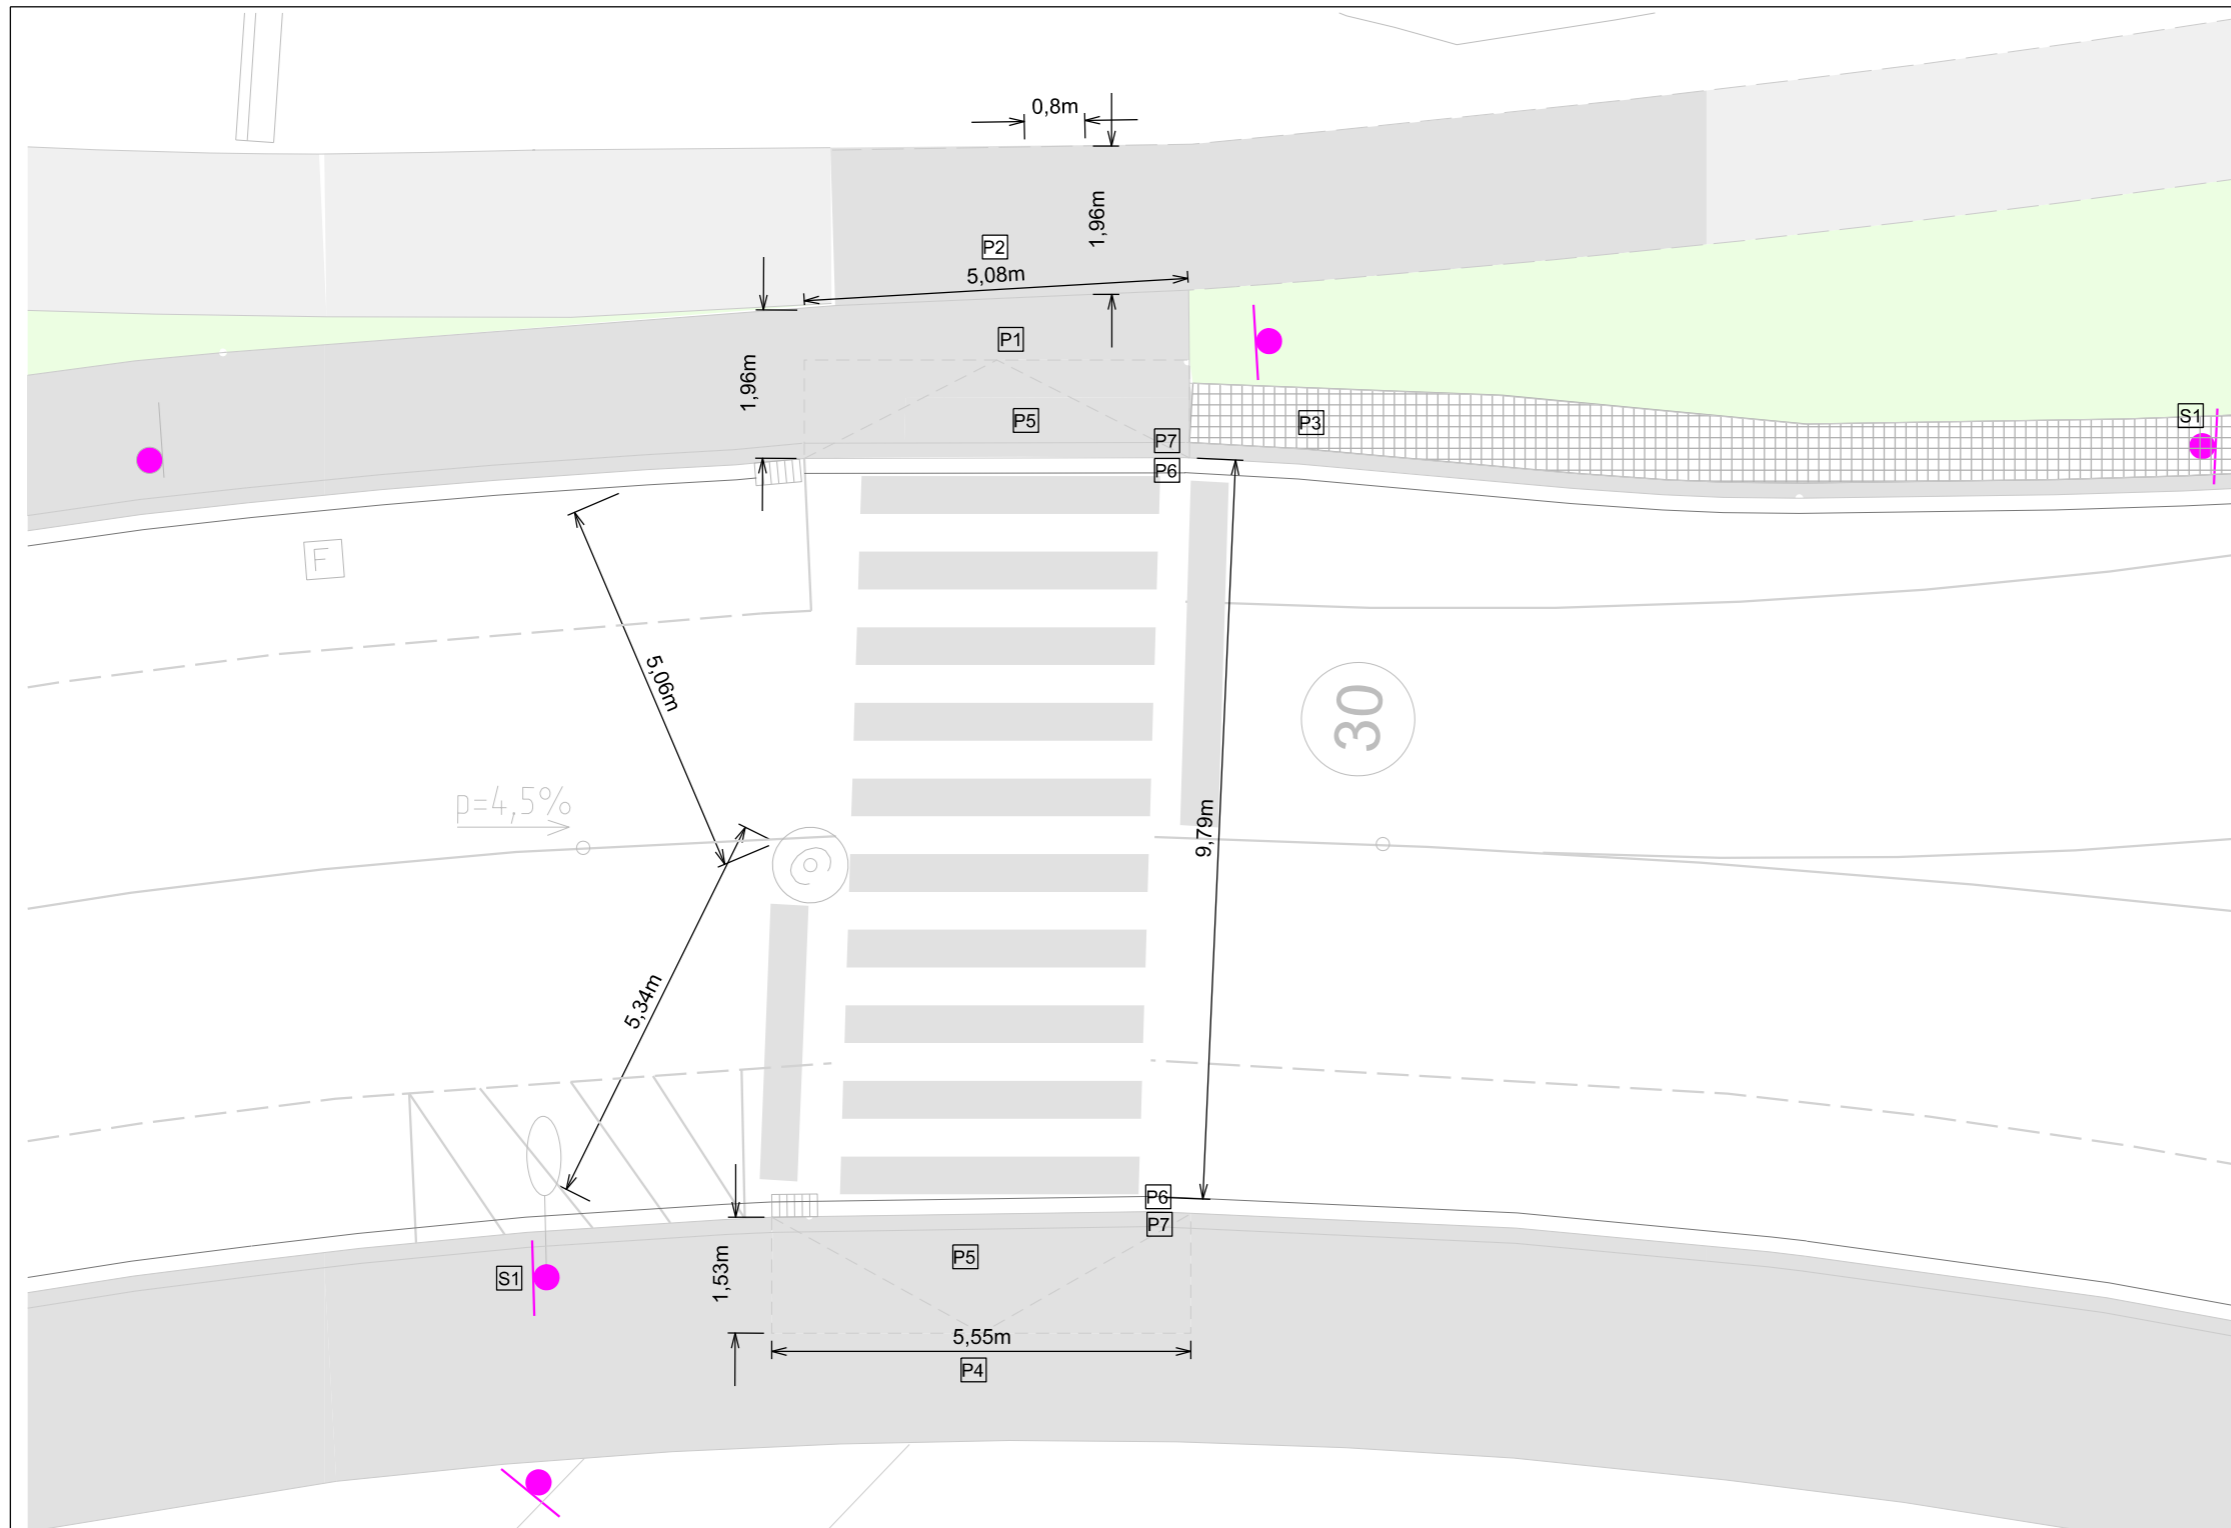 0,8m
1,96m
P2
5,08m
P1
1,96m
P5
P3
S1
P7
P6
F
5,06m
30
p=4,5%
9,79m
5,34m
P6
P7
P5
S1
1,53m
5,55m
P4